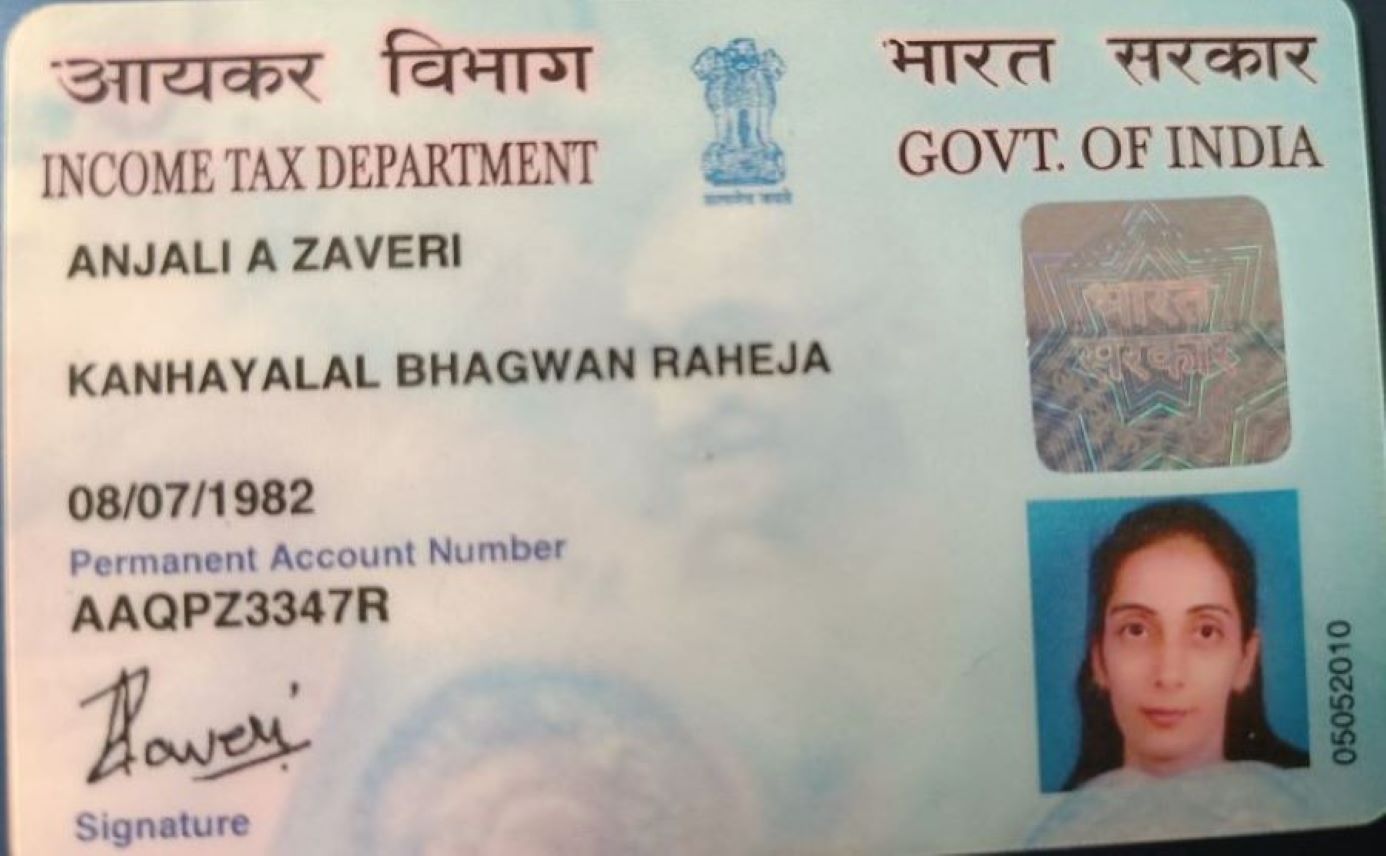 आयकर विभाग
भारत सरकार
INCOME TAX DEPARTMENT
GOVT. OF INDIA
सत्यमेव जयते
ANJALI A ZAVERI
भारत
सरकार
KANHAYALAL BHAGWAN RAHEJA
08/07/1982
Permanent Account Number
AAQPZ3347R
AZaveri
Signature
05052010